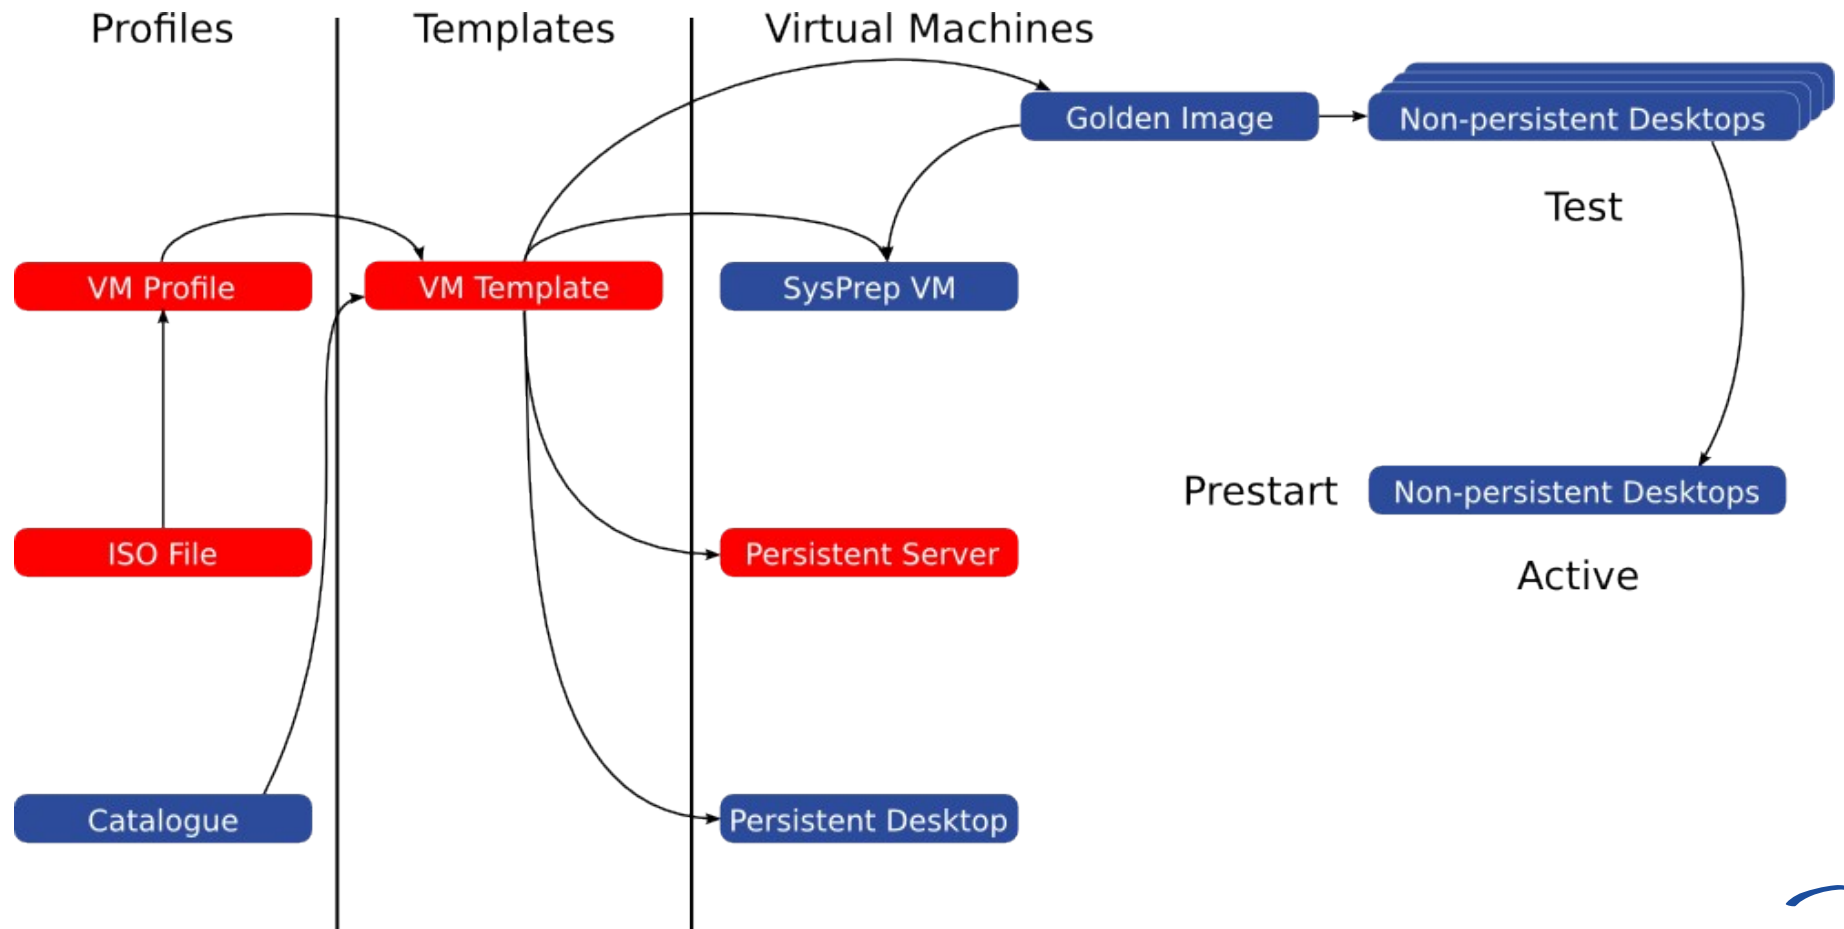 Profiles
Templates
Virtual Machines
Golden Image
Non-persistent Desktops
Test
VM Profile
VM Template
SysPrep VM
Prestart
Non-persistent Desktops
ISO File
Persistent Server
Active
Catalogue
Persistent Desktop